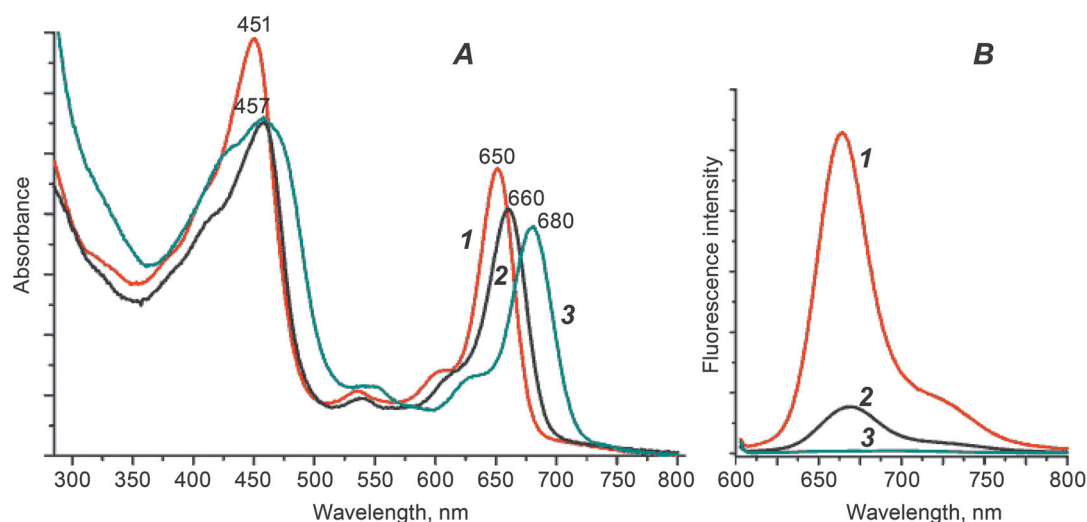 451
A
B
457
650
660
680
1
2
3
Absorbance
300 350 400 450 500 550 600 650 700 750 800
Wavelength, nm
1
2
3
Fluorescence intensity
600 650 700 750 800
Wavelength, nm